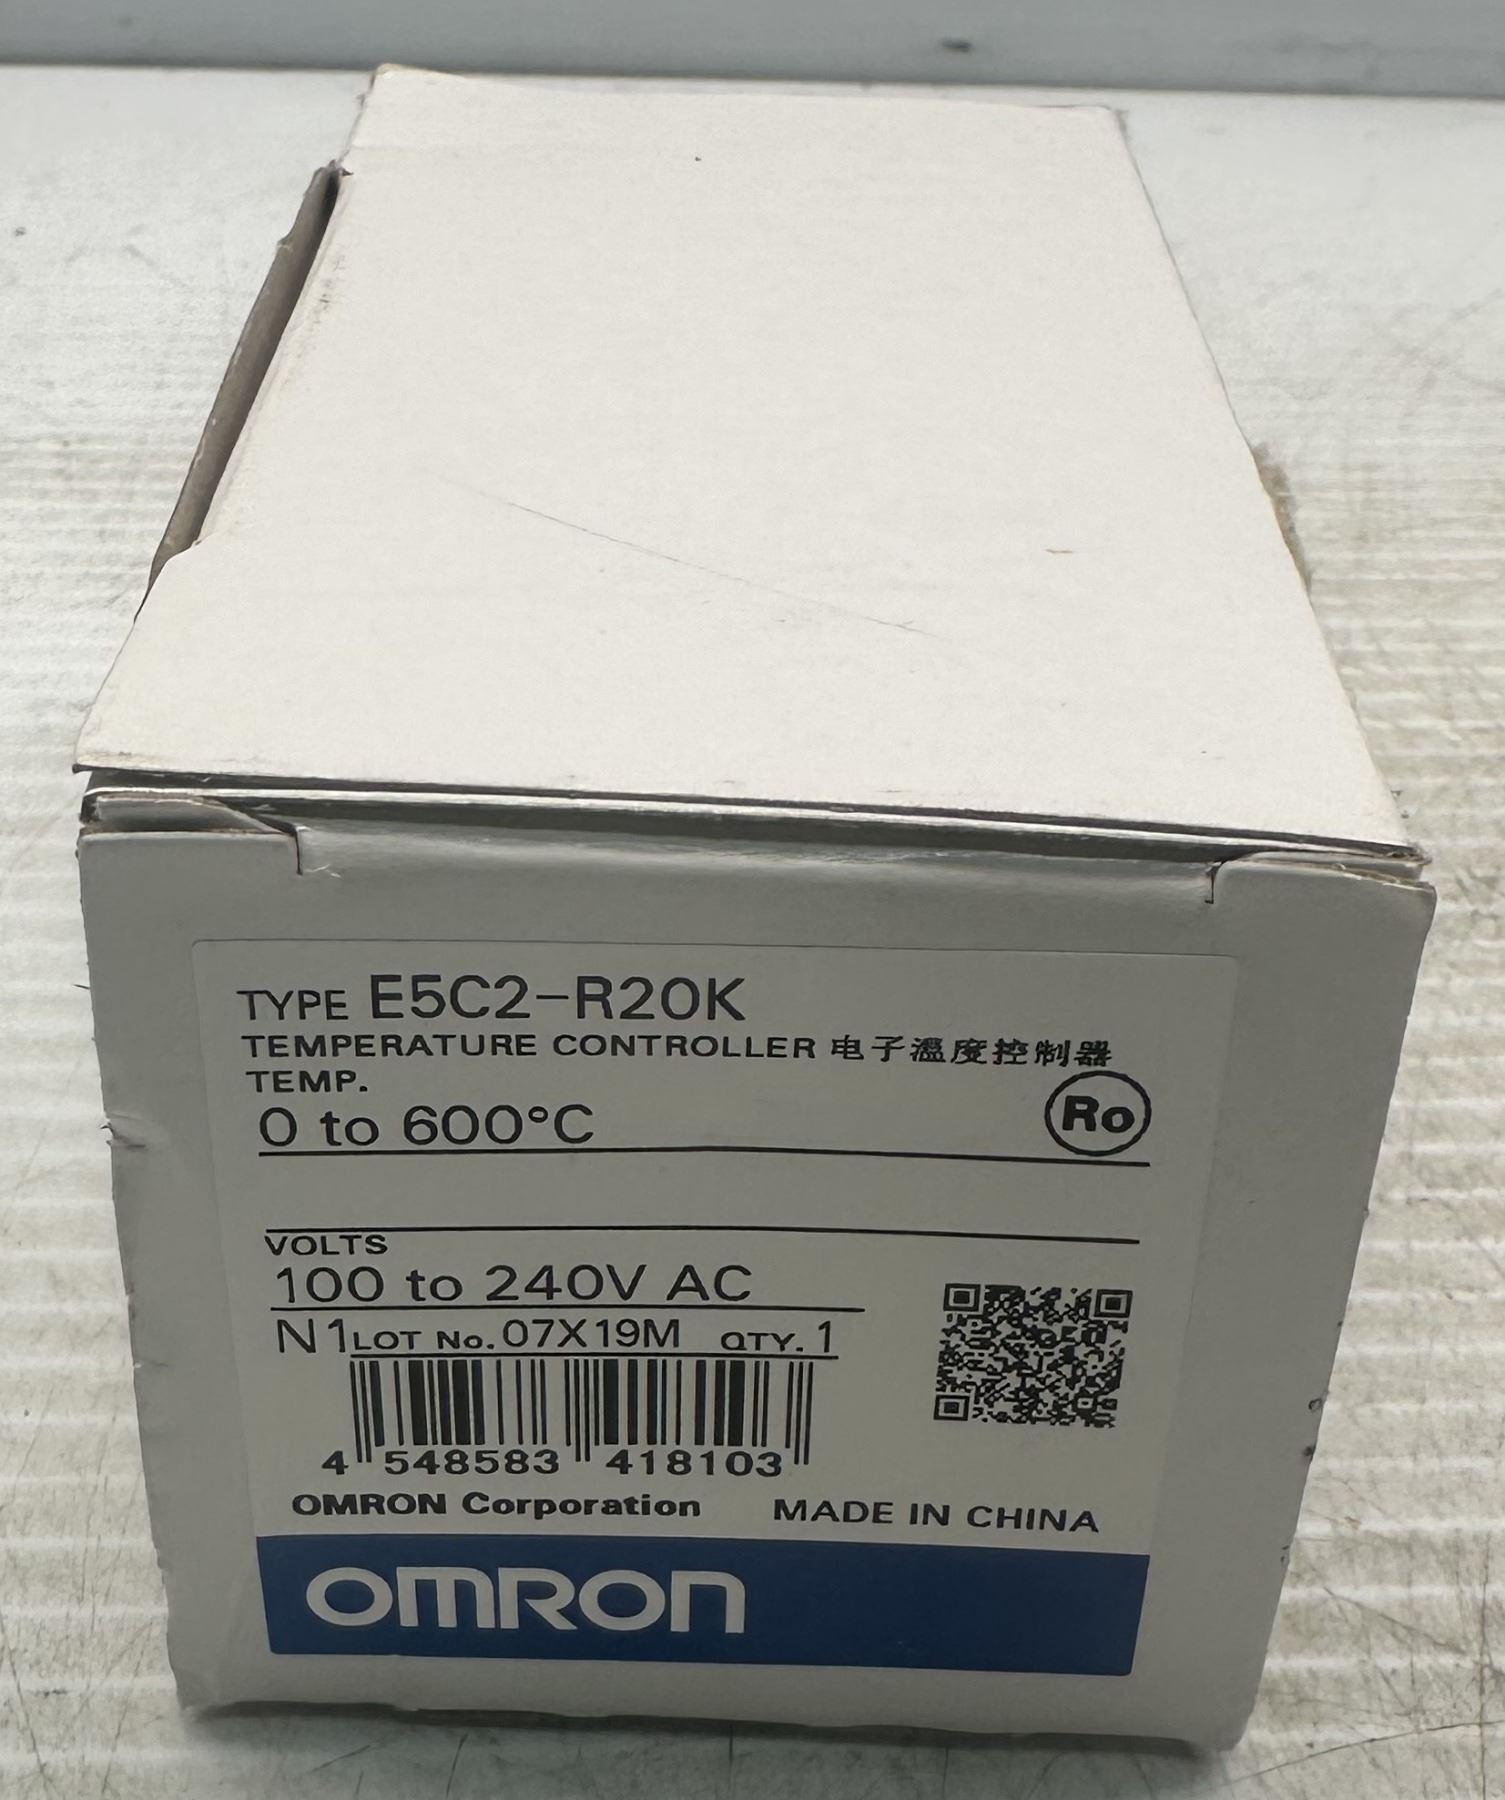 TYPE E5C2-R20K
TEMPERATURE CONTROLLER 电子溫度控制器
TEMP.
0 to 600°C
Ro
VOLTS
100 to 240V AC
N1 LOT No. 07X19M QTY. 1
4 548583 418103
OMRON Corporation MADE IN CHINA
OMRON